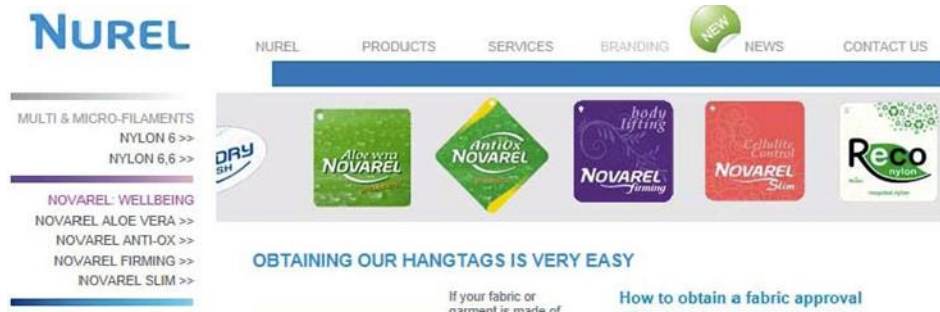 NUREL
NUREL PRODUCTS SERVICES BRANDING NEW NEWS CONTACT US
MULTI & MICRO-FILAMENTS
NYLON 6 >>
NYLON 6,6 >>
NOVAREL: WELLBEING
NOVAREL ALOE VERA >>
NOVAREL ANTI-OX >>
NOVAREL FIRMING >>
NOVAREL SLIM >>
DRY
SH
Aloe vera
NOVAREL
AntiOx
NOVAREL
body
lifting
NOVAREL
firming
Cellulite
Control
NOVAREL
Slim
Reco
nylon
recycled nylon
OBTAINING OUR HANGTAGS IS VERY EASY
If your fabric or
garment is made of
How to obtain a fabric approval